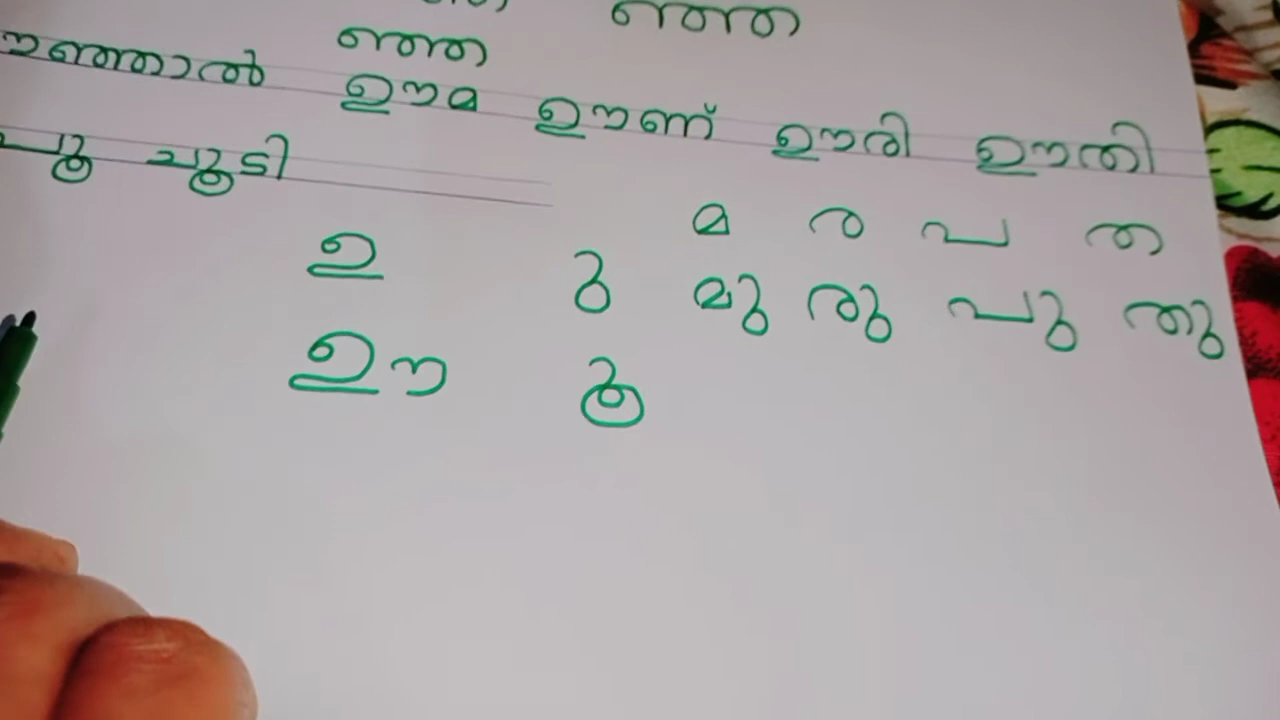 ഞ്ഞ
ഞ്ഞ
ഊഞ്ഞാൽ ഊമ ഊണ് ഊരി ഊതി
പൂ ചൂടി
മ ര പ ത
ഉ ു മു രു പു തു
ഊ ൂ